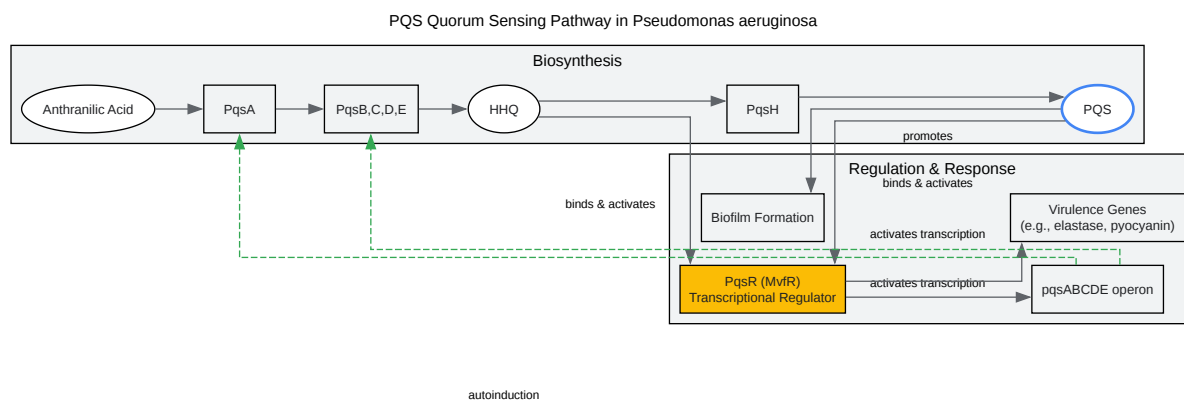 PQS Quorum Sensing Pathway in Pseudomonas aeruginosa
Biosynthesis
Anthranilic Acid
PqsA
PqsB,C,D,E
HHQ
PqsH
PQS
promotes
Regulation & Response
binds & activates
binds & activates
Biofilm Formation
Virulence Genes
(e.g., elastase, pyocyanin)
activates transcription
PqsR (MvfR)
Transcriptional Regulator
activates transcription
pqsABCDE operon
autoinduction